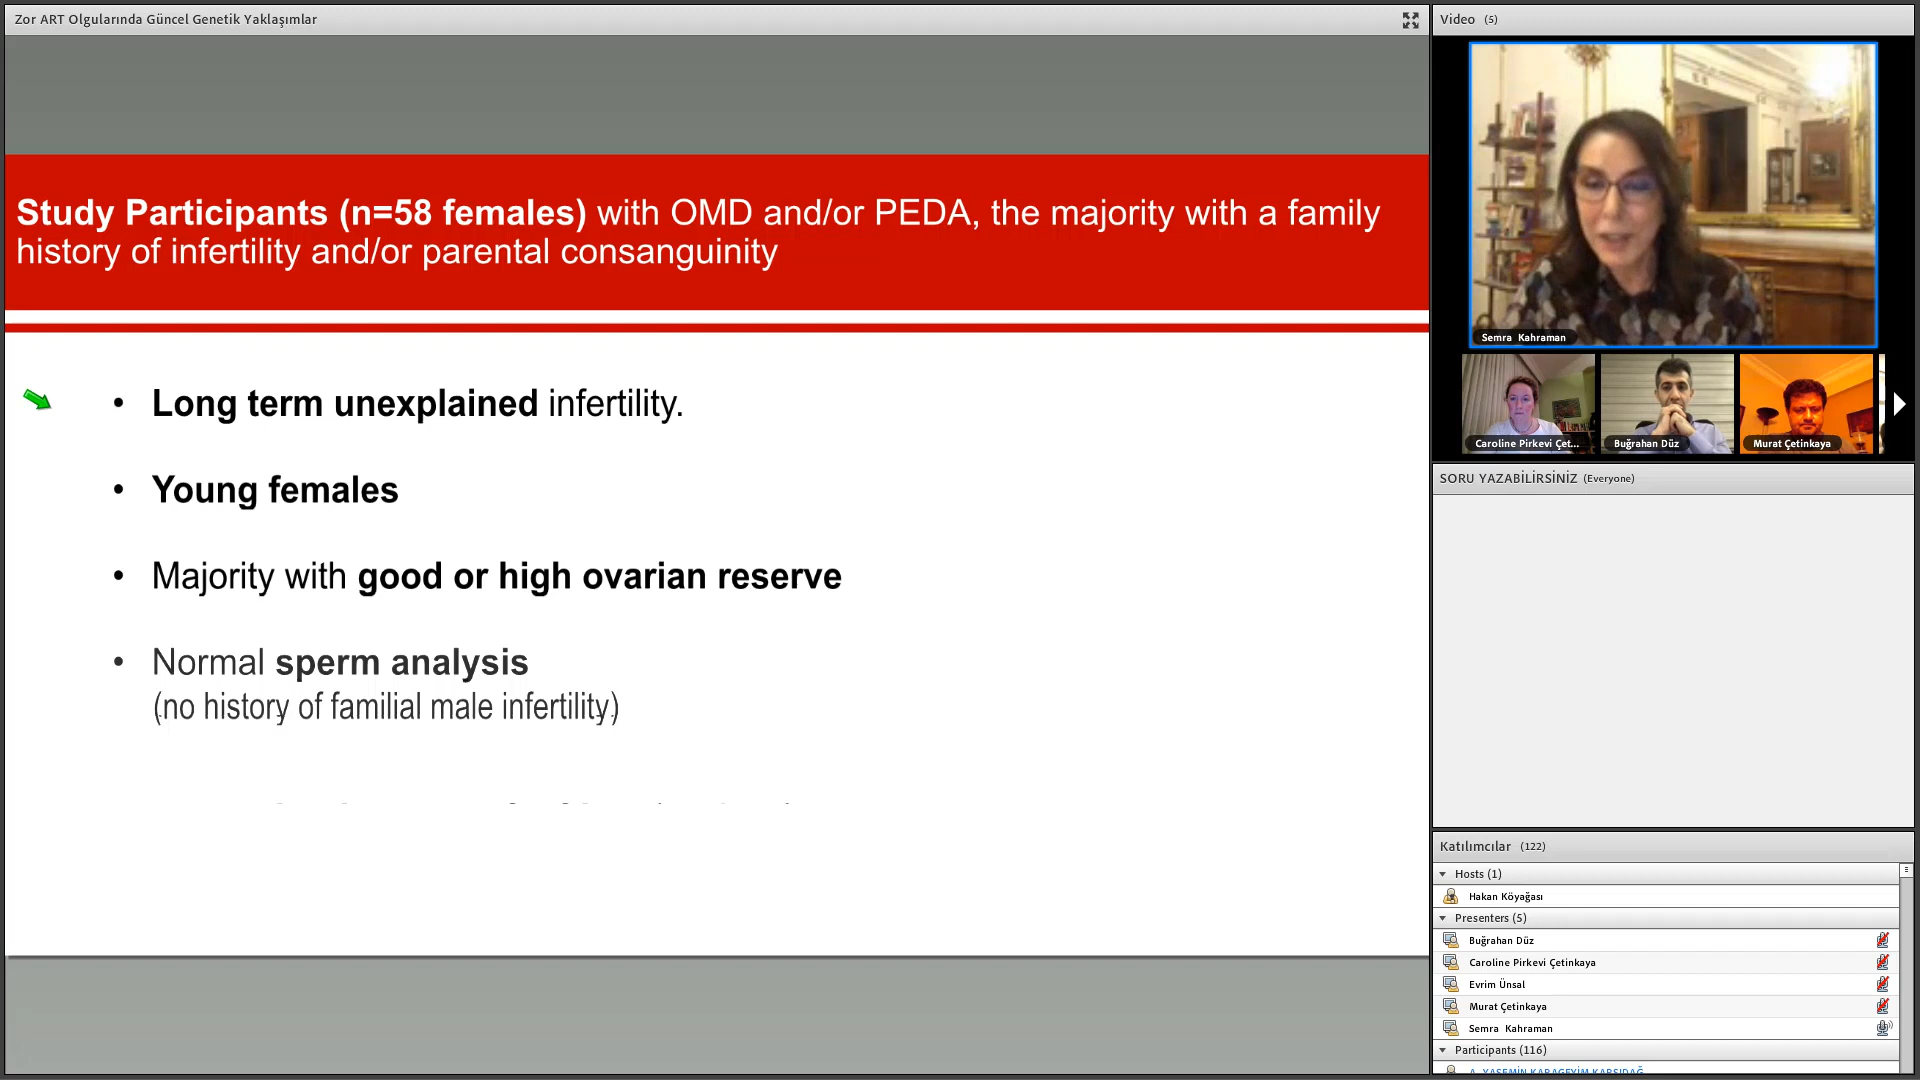 Zor ART Olgularında Güncel Genetik Yaklaşımlar
Study Participants (n=58 females) with OMD and/or PEDA, the majority with a family
history of infertility and/or parental consanguinity
• Long term unexplained infertility.
• Young females
• Majority with good or high ovarian reserve
• Normal sperm analysis
(no history of familial male infertility.)
Video (5)
Semra Kahraman
Caroline Pirkevi Çet...
Buğrahan Düz
Murat Çetinkaya
SORU YAZABİLİRSİNİZ (Everyone)
Katılımcılar (122)
Hosts (1)
Hakan Köyağası
Presenters (5)
Buğrahan Düz
Caroline Pirkevi Çetinkaya
Evrim Ünsal
Murat Çetinkaya
Semra Kahraman
Participants (116)